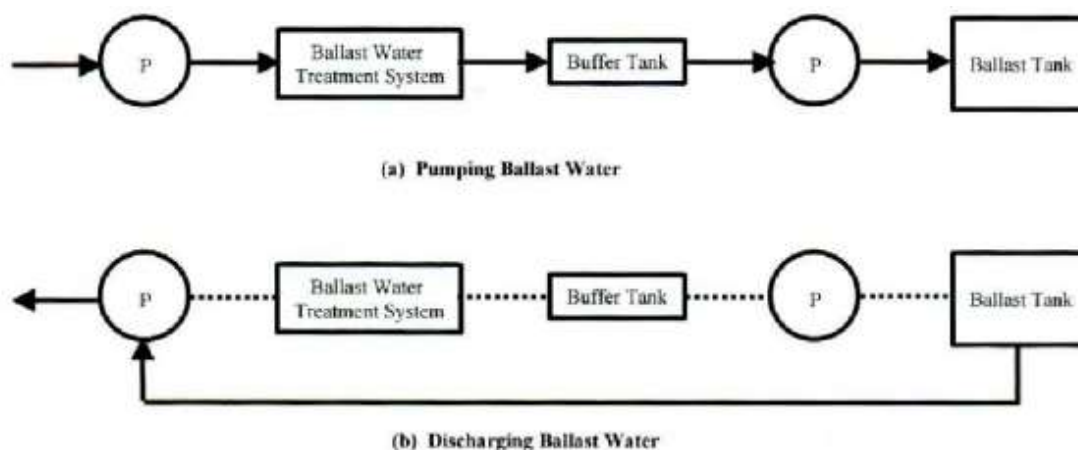 P
Ballast Water
Treatment System
Buffer Tank
P
Ballast Tank
(a) Pumping Ballast Water
P
Ballast Water
Treatment System
Buffer Tank
P
Ballast Tank
(b) Discharging Ballast Water